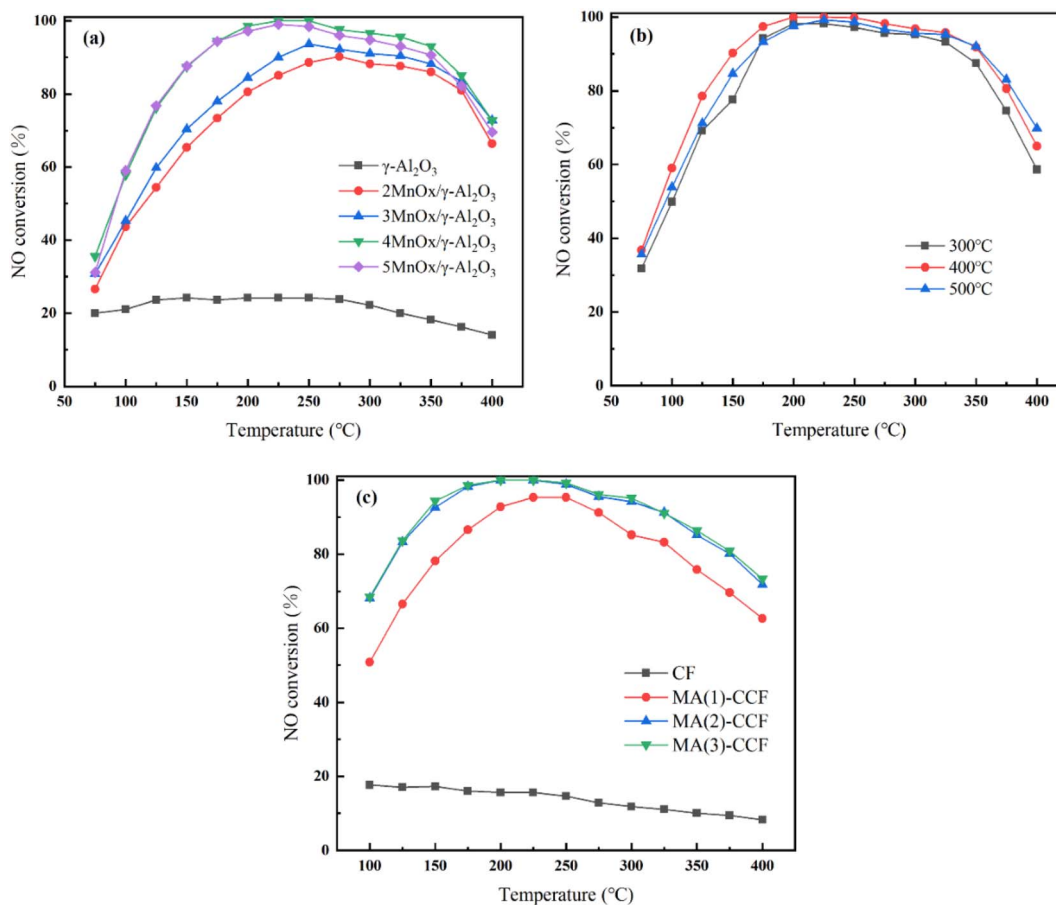 (a)
NO conversion (%)
100
80
60
40
20
0
γ-Al₂O₃
2MnOx/γ-Al₂O₃
3MnOx/γ-Al₂O₃
4MnOx/γ-Al₂O₃
5MnOx/γ-Al₂O₃
50 100 150 200 250 300 350 400
Temperature (°C)
(b)
NO conversion (%)
100
80
60
40
20
0
300°C
400°C
500°C
50 100 150 200 250 300 350 400
Temperature (°C)
(c)
NO conversion (%)
100
80
60
40
20
0
CF
MA(1)-CCF
MA(2)-CCF
MA(3)-CCF
100 150 200 250 300 350 400
Temperature (°C)